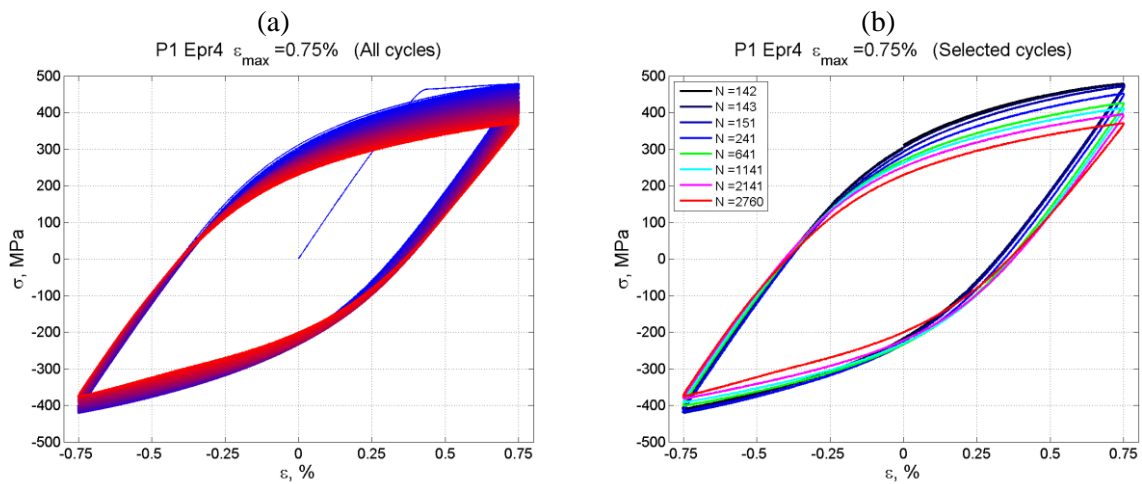 (a)
P1 Epr4 εmax =0.75% (All cycles)
500
400
300
200
100
0
-100
-200
-300
-400
-500
σ, MPa
-0.75
-0.5
-0.25
0
0.25
0.5
0.75
ε, %
(b)
P1 Epr4 εmax =0.75% (Selected cycles)
N =142
N =143
N =151
N =241
N =641
N =1141
N =2141
N =2760
500
400
300
200
100
0
-100
-200
-300
-400
-500
σ, MPa
-0.75
-0.5
-0.25
0
0.25
0.5
0.75
ε, %